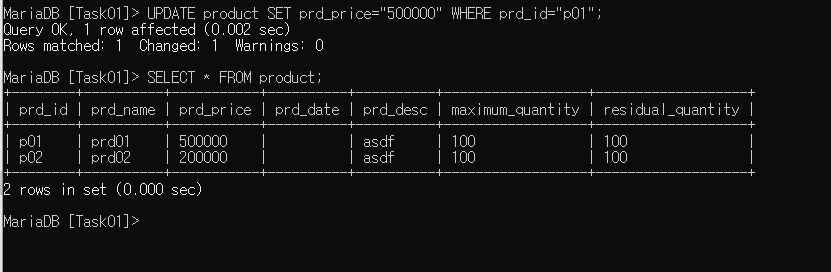 MariaDB [Task01]> UPDATE product SET prd_price="500000" WHERE prd_id="p01";
Query OK, 1 row affected (0.002 sec)
Rows matched: 1  Changed: 1  Warnings: 0
MariaDB [Task01]> SELECT * FROM product;
+--------+----------+-----------+----------+----------+------------------+-------------------+
| prd_id | prd_name | prd_price | prd_date | prd_desc | maximum_quantity | residual_quantity |
+--------+----------+-----------+----------+----------+------------------+-------------------+
| p01    | prd01    | 500000    |          | asdf     | 100              | 100               |
| p02    | prd02    | 200000    |          | asdf     | 100              | 100               |
+--------+----------+-----------+----------+----------+------------------+-------------------+
2 rows in set (0.000 sec)
MariaDB [Task01]>